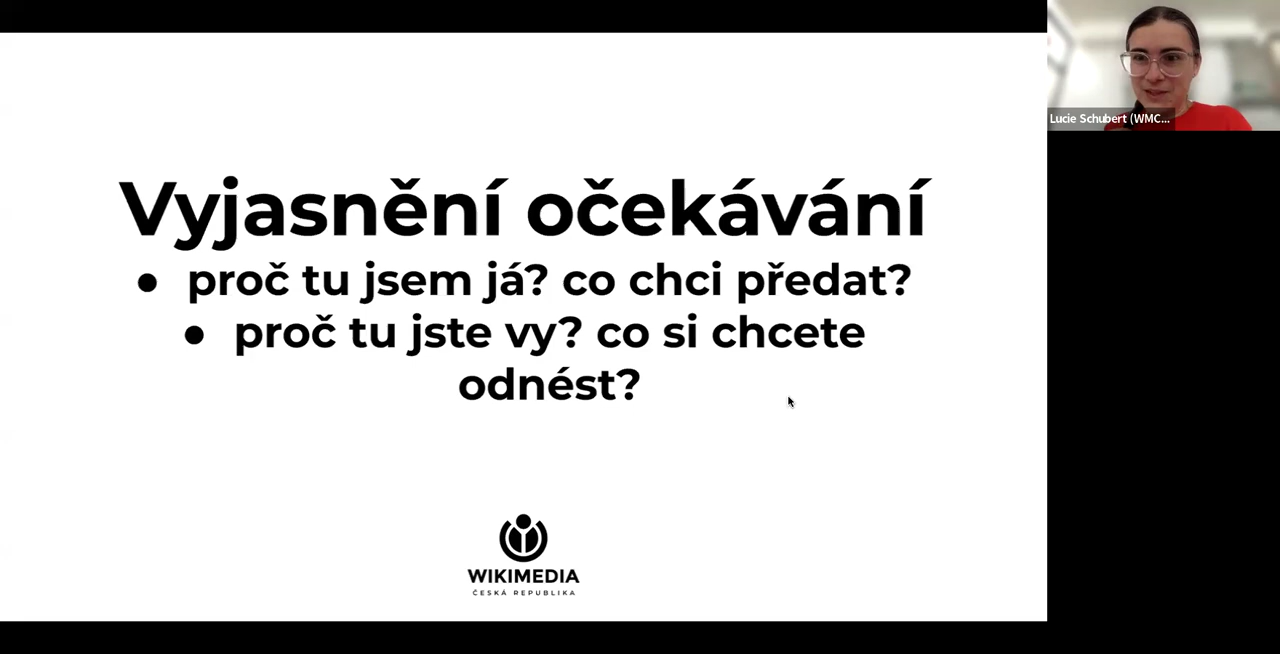 Vyjasnění očekávání
● proč tu jsem já? co chci předat?
● proč tu jste vy? co si chcete
odnést?
WIKIMEDIA
ČESKÁ REPUBLIKA
Lucie Schubert (WMC...